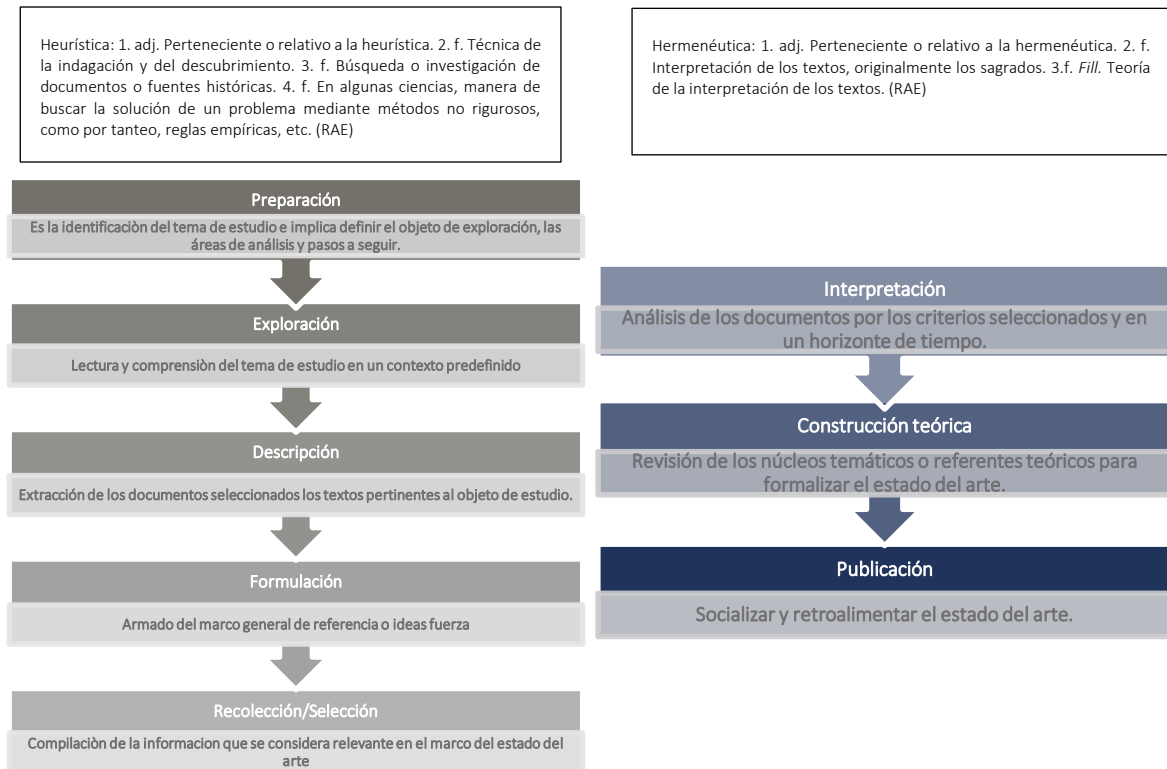 Heurística: 1. adj. Perteneciente o relativo a la heurística. 2. f. Técnica de
la indagación y del descubrimiento. 3. f. Búsqueda o investigación de
documentos o fuentes históricas. 4. f. En algunas ciencias, manera de
buscar la solución de un problema mediante métodos no rigurosos,
como por tanteo, reglas empíricas, etc. (RAE)
Preparación
Es la identificaciòn del tema de estudio e implica definir el objeto de exploración, las
áreas de análisis y pasos a seguir.
Exploración
Lectura y comprensiòn del tema de estudio en un contexto predefinido
Descripción
Extracción de los documentos seleccionados los textos pertinentes al objeto de estudio.
Formulación
Armado del marco general de referencia o ideas fuerza
Recolección/Selección
Compilaciòn de la informacion que se considera relevante en el marco del estado del
arte
Hermenéutica: 1. adj. Perteneciente o relativo a la hermenéutica. 2. f.
Interpretación de los textos, originalmente los sagrados. 3.f. Fill. Teoría
de la interpretación de los textos. (RAE)
Interpretación
Análisis de los documentos por los criterios seleccionados y en
un horizonte de tiempo.
Construcción teórica
Revisión de los núcleos temáticos o referentes teóricos para
formalizar el estado del arte.
Publicación
Socializar y retroalimentar el estado del arte.